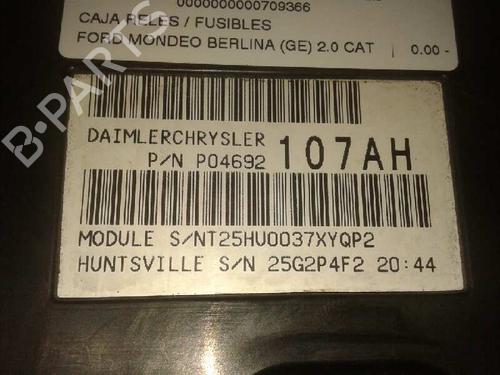 0000000000709366
CAJA RELES / FUSIBLES
FORD MONDEO BERLINA (GE) 2.0 CAT 0.00 -
DAIMLERCHRYSLER
P/N P04692 107AH
MODULE S/NT25HU0037XYQP2
HUNTSVILLE S/N 25G2P4F2 20:44
B-PARTS